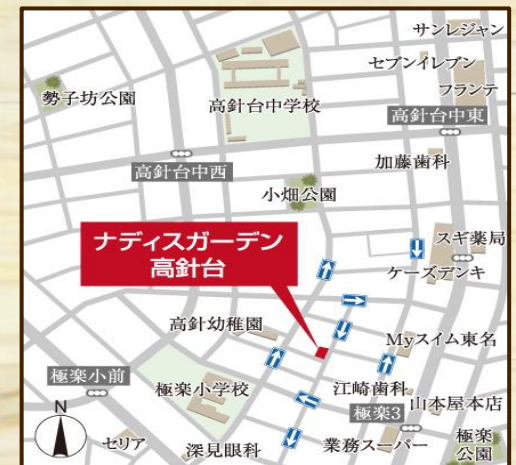 サンレジャン
セブンイレブン
フランテ
勢子坊公園
高針台中学校
高針台中東
高針台中西
加藤歯科
小畑公園
ナディスガーデン
高針台
スギ薬局
ケーズデンキ
高針幼稚園
Myスイム東名
極楽小前
極楽小学校
江崎歯科
極楽3
山本屋本店
N
セリア
深見眼科
業務スーパー
極楽
公園